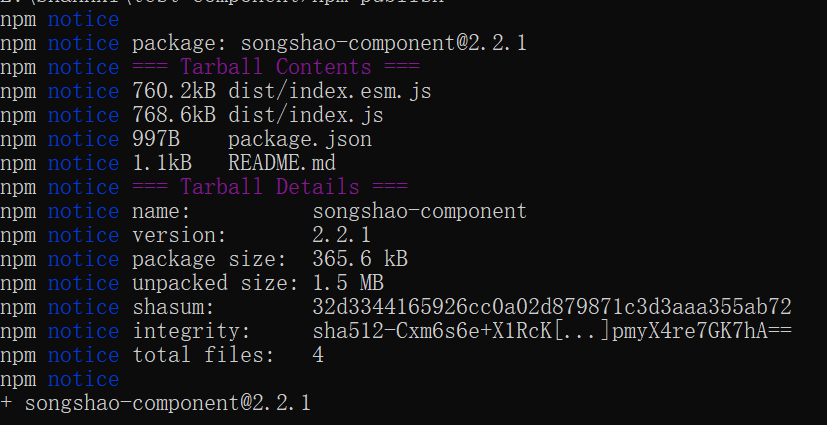 npm notice
npm notice package: songshao-component@2.2.1
npm notice === Tarball Contents ===
npm notice 760.2kB dist/index.esm.js
npm notice 768.6kB dist/index.js
npm notice 997B package.json
npm notice 1.1kB README.md
npm notice === Tarball Details ===
npm notice name: songshao-component
npm notice version: 2.2.1
npm notice package size: 365.6 kB
npm notice unpacked size: 1.5 MB
npm notice shasum: 32d3344165926cc0a02d879871c3d3aaa355ab72
npm notice integrity: sha512-Cxm6s6e+X1RcK[...]pmyX4re7GK7hA==
npm notice total files: 4
npm notice
+ songshao-component@2.2.1